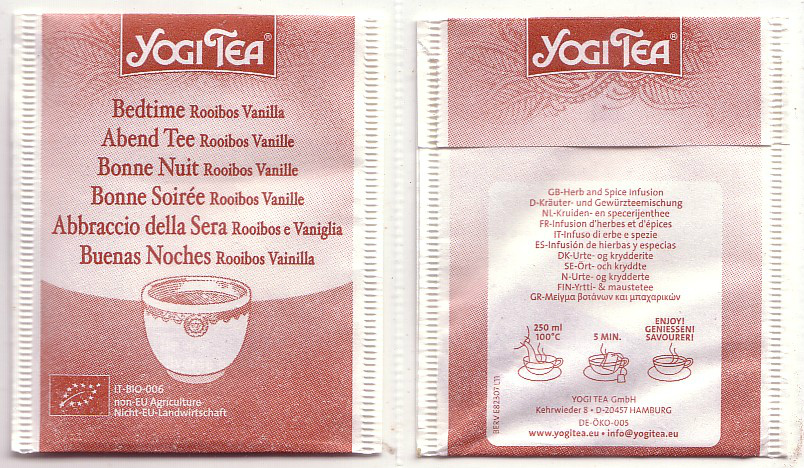 YOGI TEA®
Bedtime Rooibos Vanilla
Abend Tee Rooibos Vanille
Bonne Nuit Rooibos Vanille
Bonne Soirée Rooibos Vanille
Abbraccio della Sera Rooibos e Vaniglia
Buenas Noches Rooibos Vainilla
LT-BIO-006
non-EU Agriculture
Nicht-EU-Landwirtschaft
YOGI TEA®
GB-Herb and Spice infusion
D-Kräuter- und Gewürzteemischung
NL-Kruiden- en specerijenthee
FR-Infusion d'herbes et d'épices
IT-Infuso di erbe e spezie
ES-Infusión de hierbas y especias
DK-Urte- og krydderite
SE-Ört- och kryddte
N-Urte- og krydderte
FIN-Yrtti- & maustetee
GR-Μείγμα βοτάνων και μπαχαρικών
250 ml
100°C
5 MIN.
ENJOY!
GENIESSEN!
SAVOURER!
YOGI TEA GmbH
Kehrwieder 8 • D-20457 HAMBURG
DE-ÖKO-005
www.yogitea.eu • info@yogitea.eu